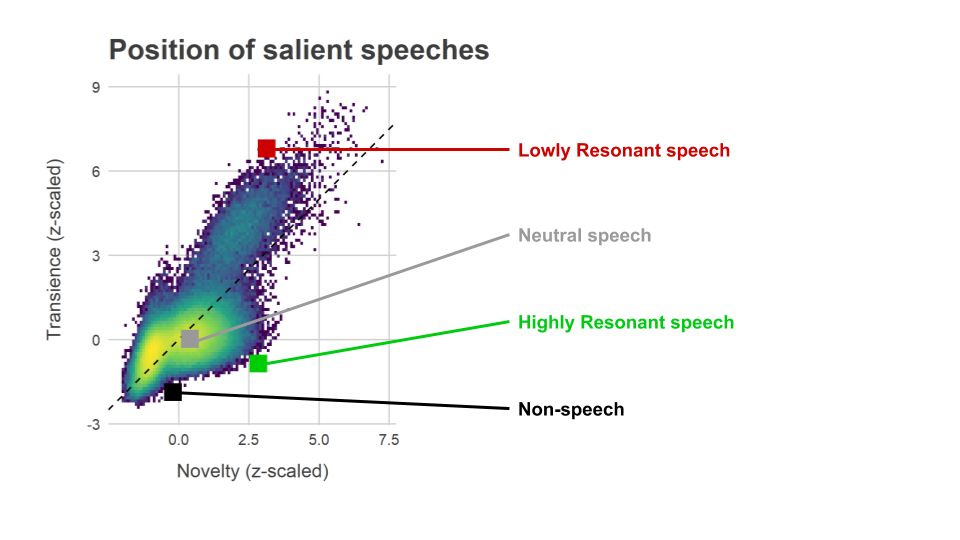 Position of salient speeches
9
6
3
0
-3
Transience (z-scaled)
0.0 2.5 5.0 7.5
Novelty (z-scaled)
Lowly Resonant speech
Neutral speech
Highly Resonant speech
Non-speech